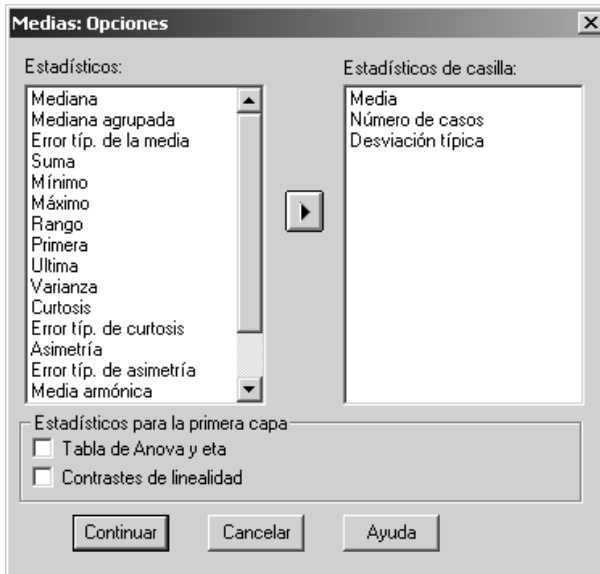 Medias: Opciones
Estadísticos:
Mediana
Mediana agrupada
Error típ. de la media
Suma
Mínimo
Máximo
Rango
Primera
Ultima
Varianza
Curtosis
Error típ. de curtosis
Asimetría
Error típ. de asimetría
Media armónica
Estadísticos de casilla:
Media
Número de casos
Desviación típica
Estadísticos para la primera capa
Tabla de Anova y eta
Contrastes de linealidad
Continuar
Cancelar
Ayuda